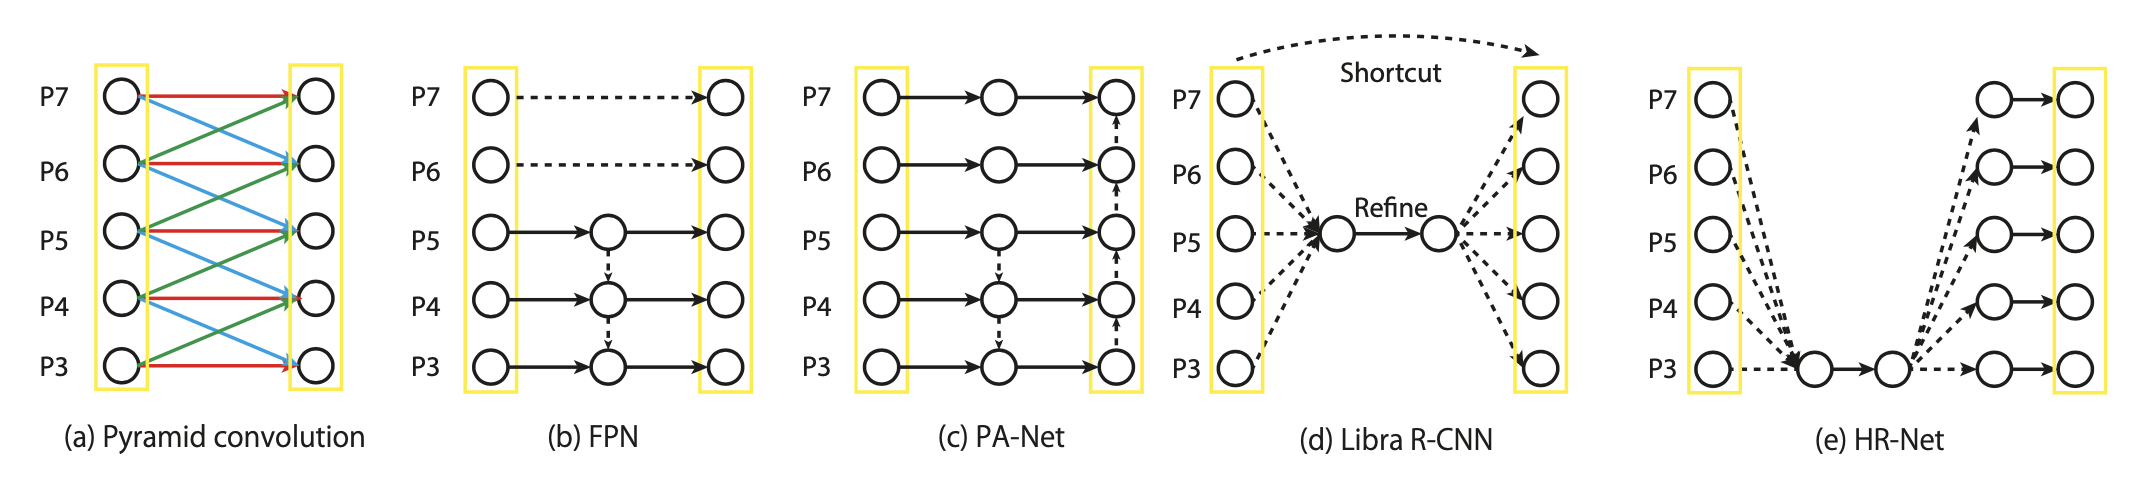 P7
P6
P5
P4
P3
(a) Pyramid convolution
P7
P6
P5
P4
P3
(b) FPN
P7
P6
P5
P4
P3
(c) PA-Net
Shortcut
P7
P6
Refine
P5
P4
P3
(d) Libra R-CNN
P7
P6
P5
P4
P3
(e) HR-Net